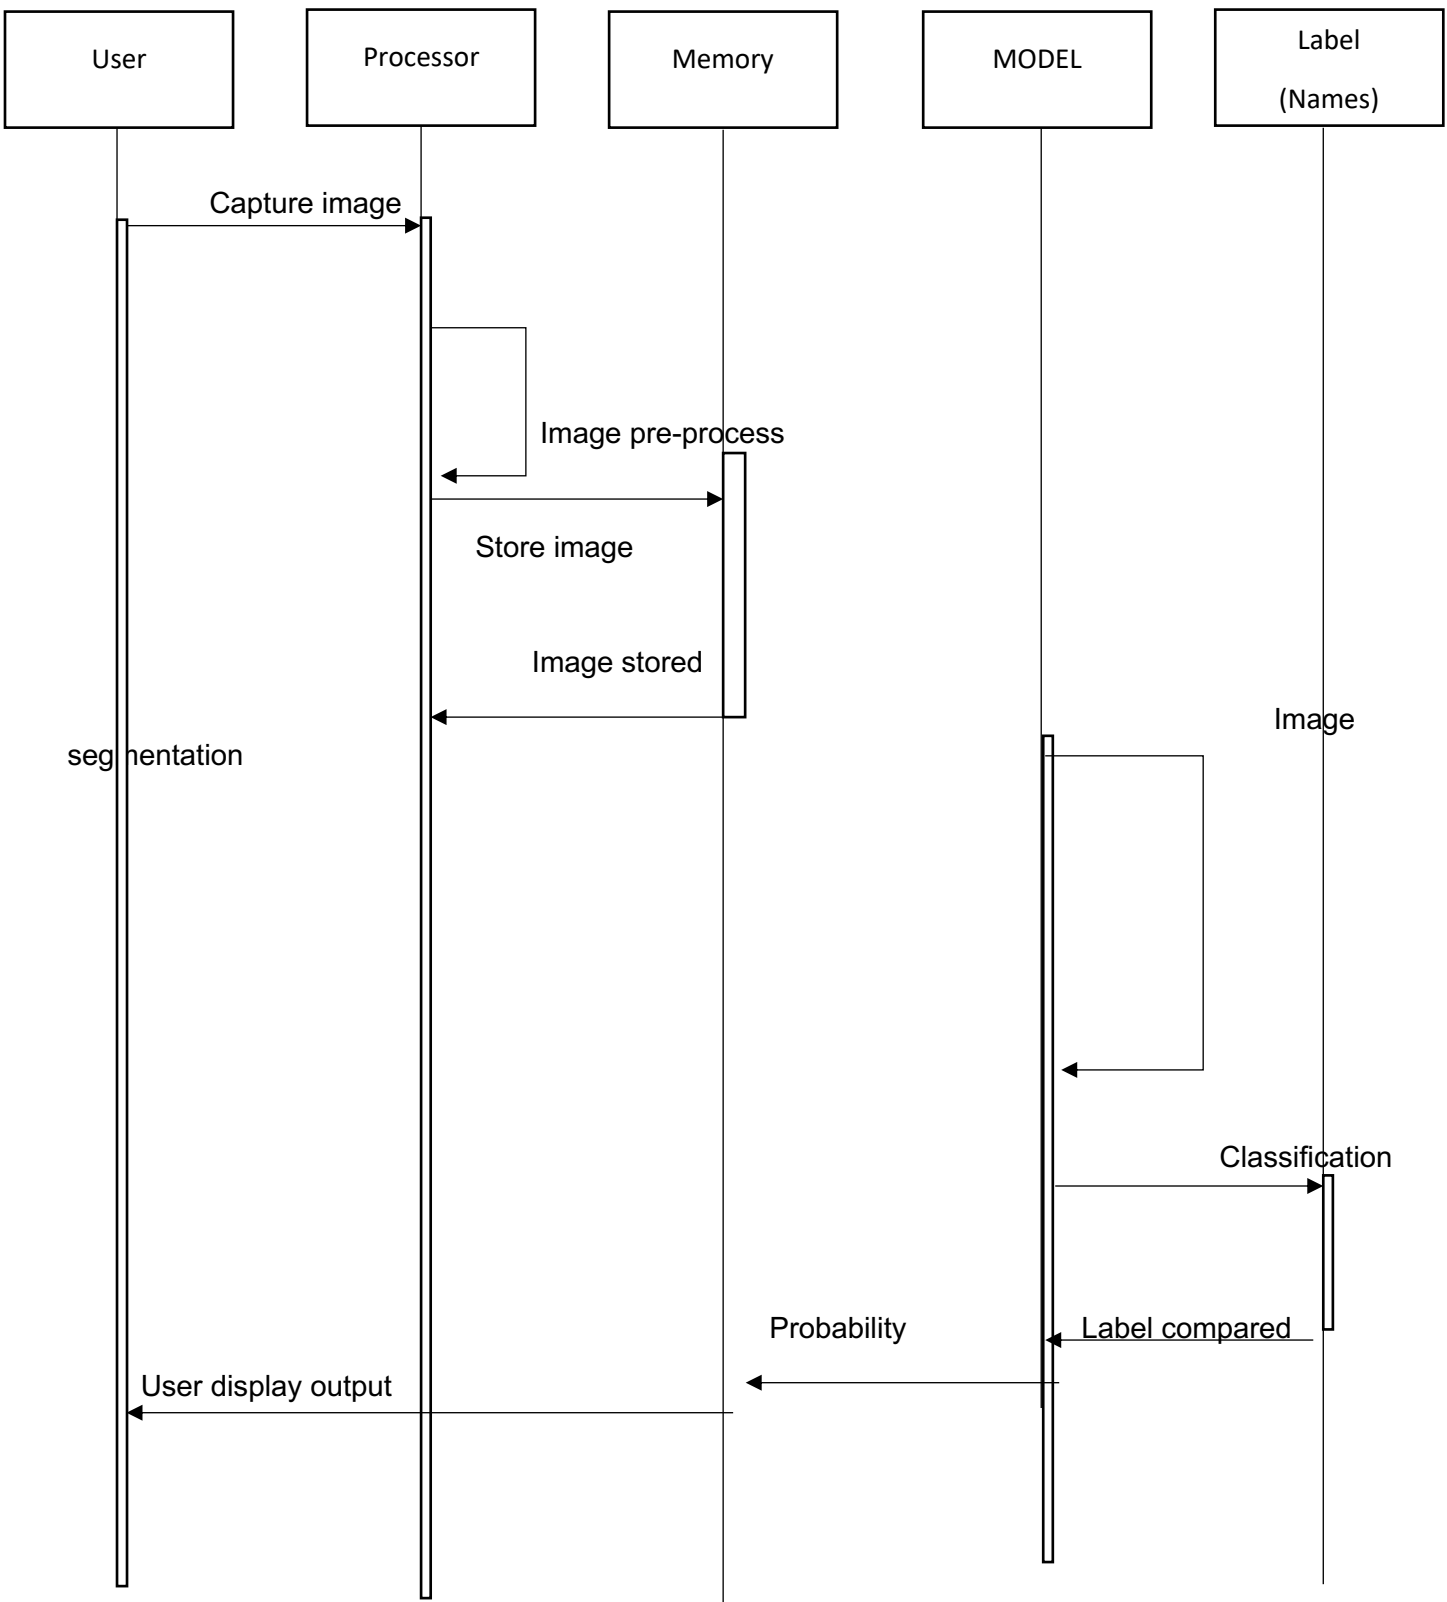 User
Processor
Memory
MODEL
Label
(Names)
Capture image
Image pre-process
Store image
Image stored
Image
segmentation
Classification
Probability
Label compared
User display output